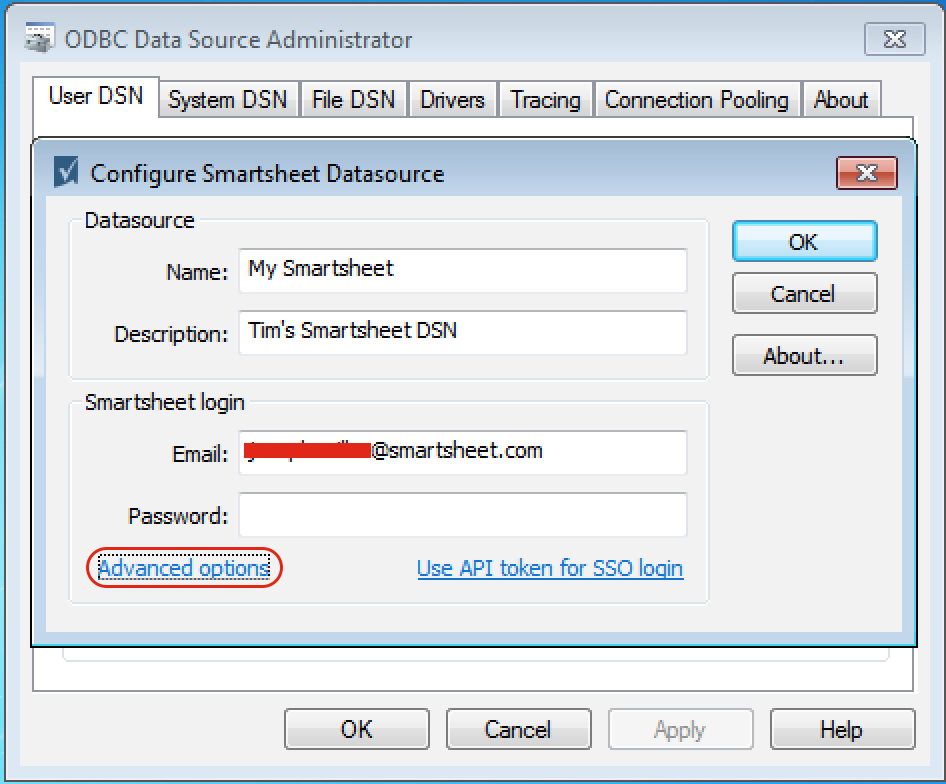 ODBC Data Source Administrator
User DSN System DSN File DSN Drivers Tracing Connection Pooling About
Configure Smartsheet Datasource
Datasource
Name: My Smartsheet
Description: Tim's Smartsheet DSN
OK
Cancel
About...
Smartsheet login
Email: @smartsheet.com
Password:
Advanced options Use API token for SSO login
OK Cancel Apply Help